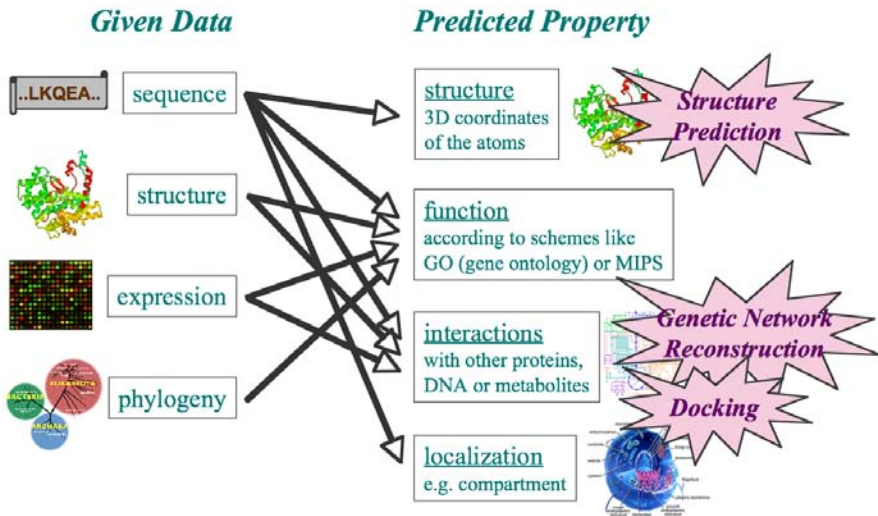 Given Data
Predicted Property
..LKQEA..
sequence
structure
3D coordinates
of the atoms
Structure
Prediction
structure
function
according to schemes like
GO (gene ontology) or MIPS
expression
interactions
with other proteins,
DNA or metabolites
Genetic Network
Reconstruction
Docking
BACTERIA
phylogeny
localization
e.g. compartment